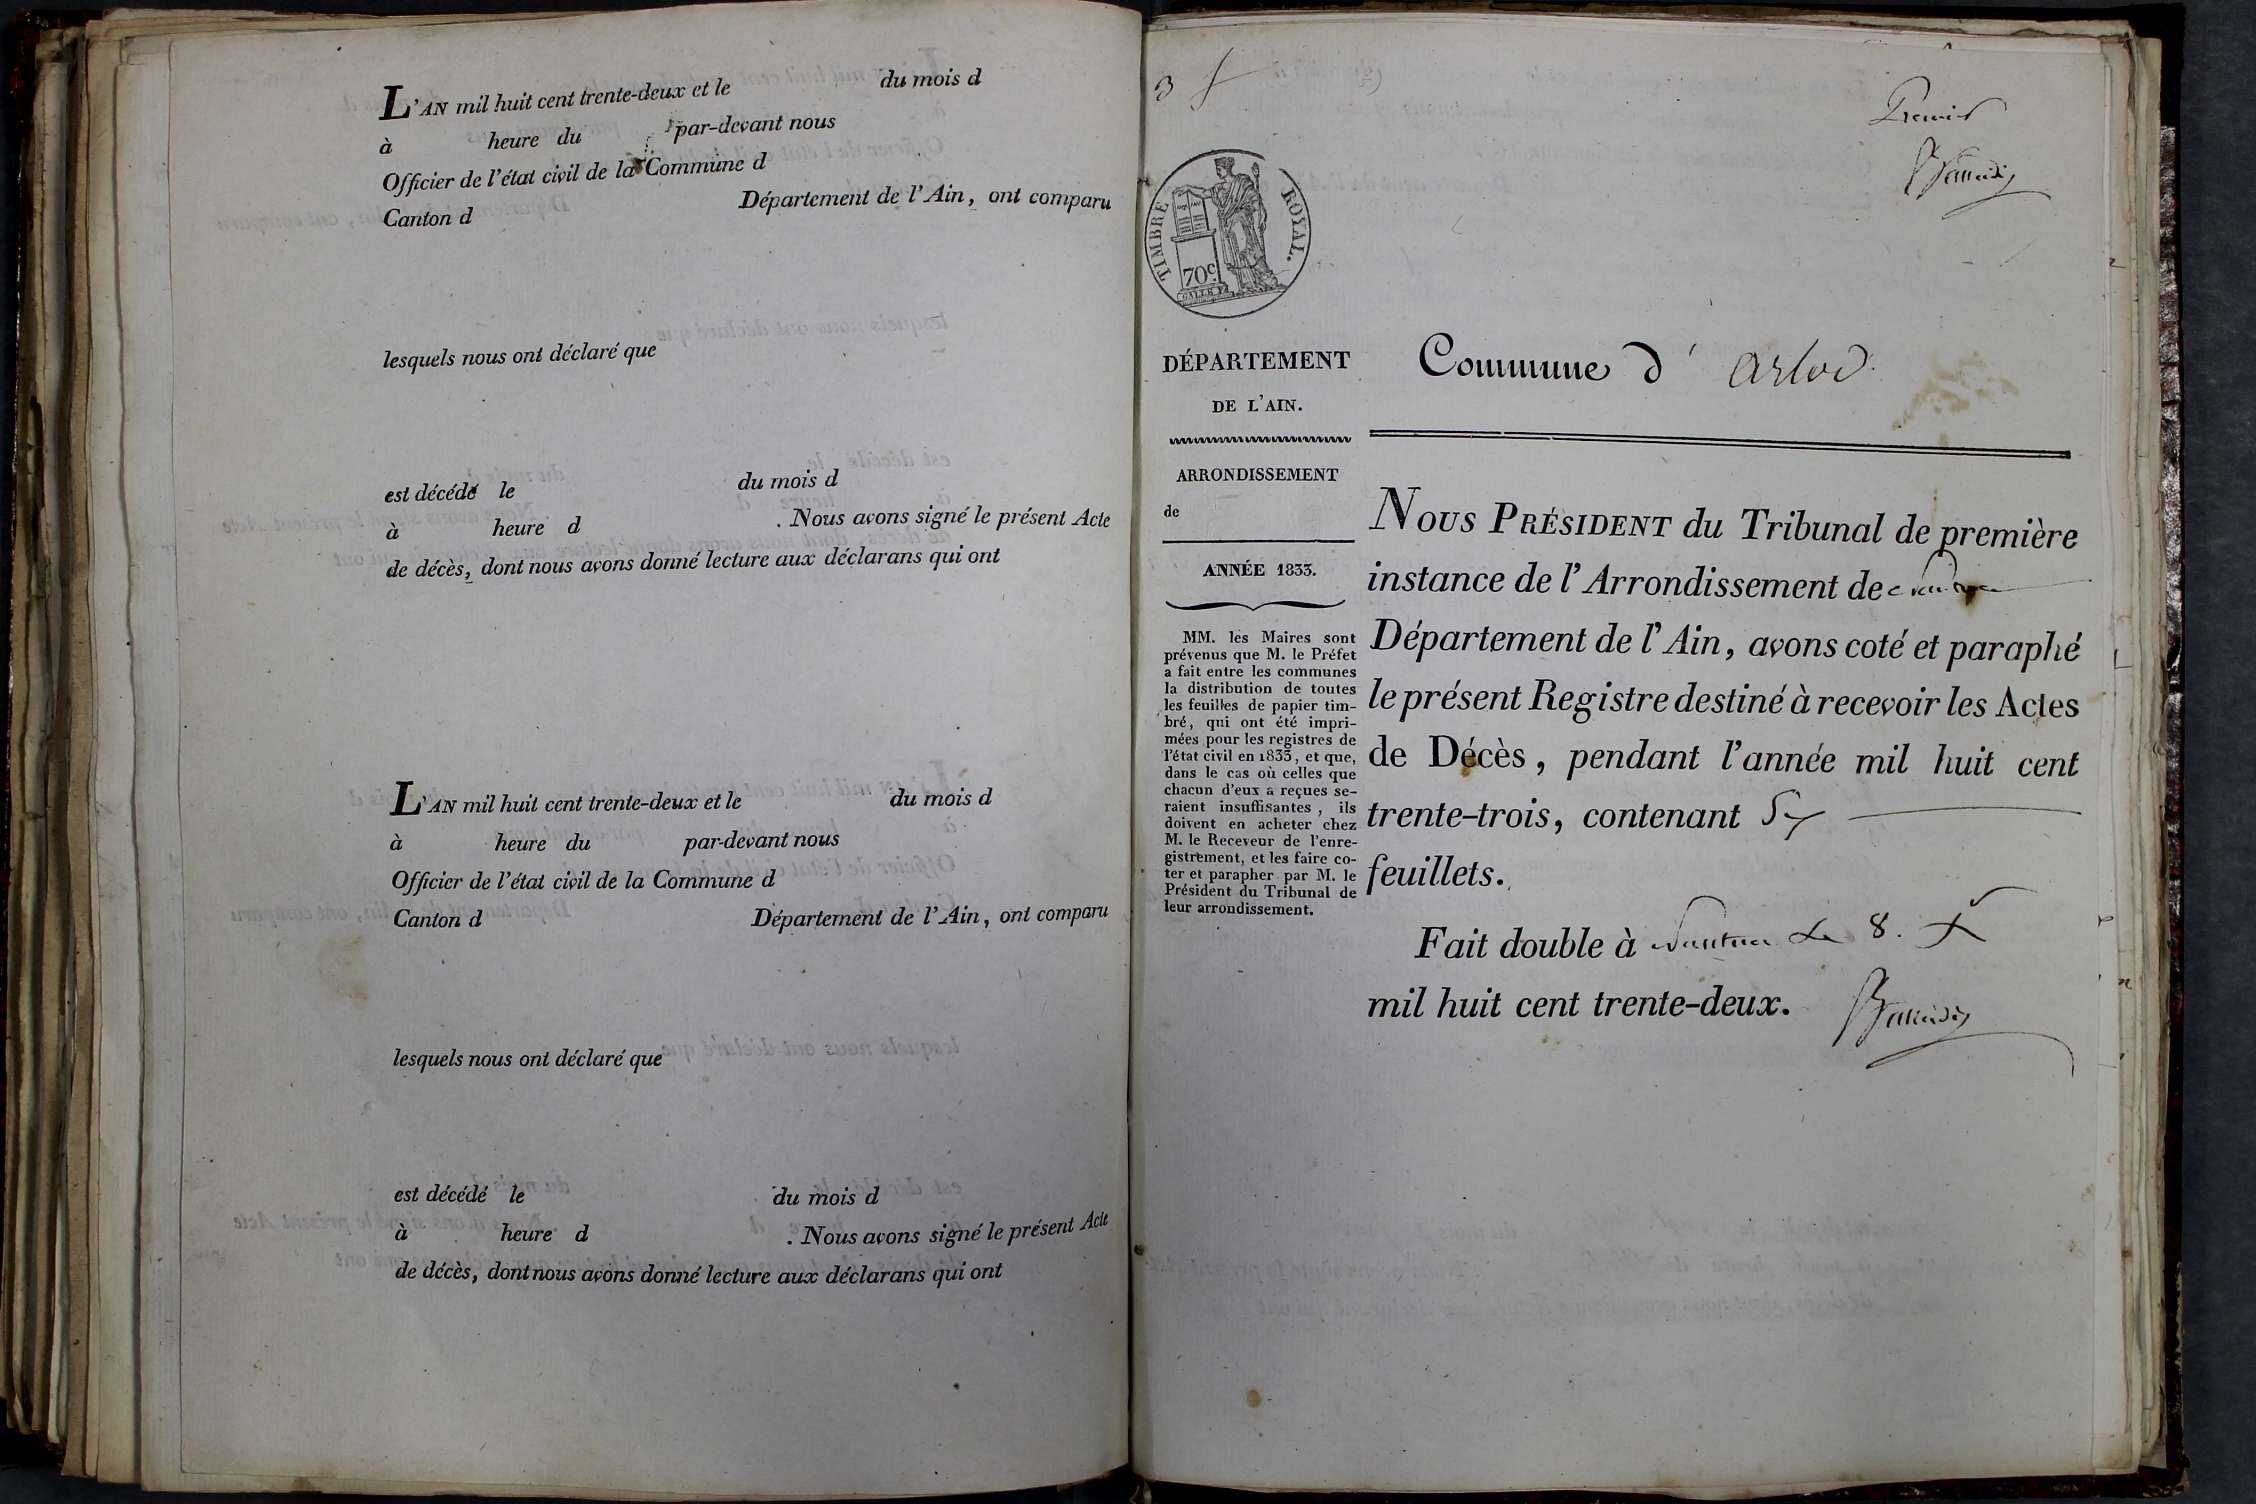 L'AN mil huit cent trente-deux et le du mois d
à heure du par-devant nous
Officier de l'état civil de la Commune d
Canton d Département de l'Ain, ont comparu
lesquels nous ont déclaré que
est décédé le du mois d
à heure d . Nous avons signé le présent Acte
de décès, dont nous avons donné lecture aux déclarans qui ont
L'AN mil huit cent trente-deux et le du mois d
à heure du par-devant nous
Officier de l'état civil de la Commune d
Canton d Département de l'Ain, ont comparu
lesquels nous ont déclaré que
est décédé le du mois d
à heure d . Nous avons signé le présent Acte
de décès, dont nous avons donné lecture aux déclarans qui ont
3 f
Premier
TIMBRE ROYAL.
70c
DÉPARTEMENT
DE L'AIN.
ARRONDISSEMENT
de
ANNÉE 1833.
MM. les Maires sont
prévenus que M. le Préfet
a fait entre les communes
la distribution de toutes
les feuilles de papier tim-
bré, qui ont été impri-
mées pour les registres de
l'état civil en 1833, et que,
dans le cas où celles que
chacun d'eux a reçues se-
raient insuffisantes, ils
doivent en acheter chez
M. le Receveur de l'enre-
gistrement, et les faire co-
ter et parapher par M. le
Président du Tribunal de
leur arrondissement.
Commune d' Arlod.
NOUS PRÉSIDENT du Tribunal de première
instance de l'Arrondissement de Nantua
Département de l'Ain, avons coté et paraphé
le présent Registre destiné à recevoir les Actes
de Décès, pendant l'année mil huit cent
trente-trois, contenant
feuillets.
Fait double à Nantua le 8. X
mil huit cent trente-deux.